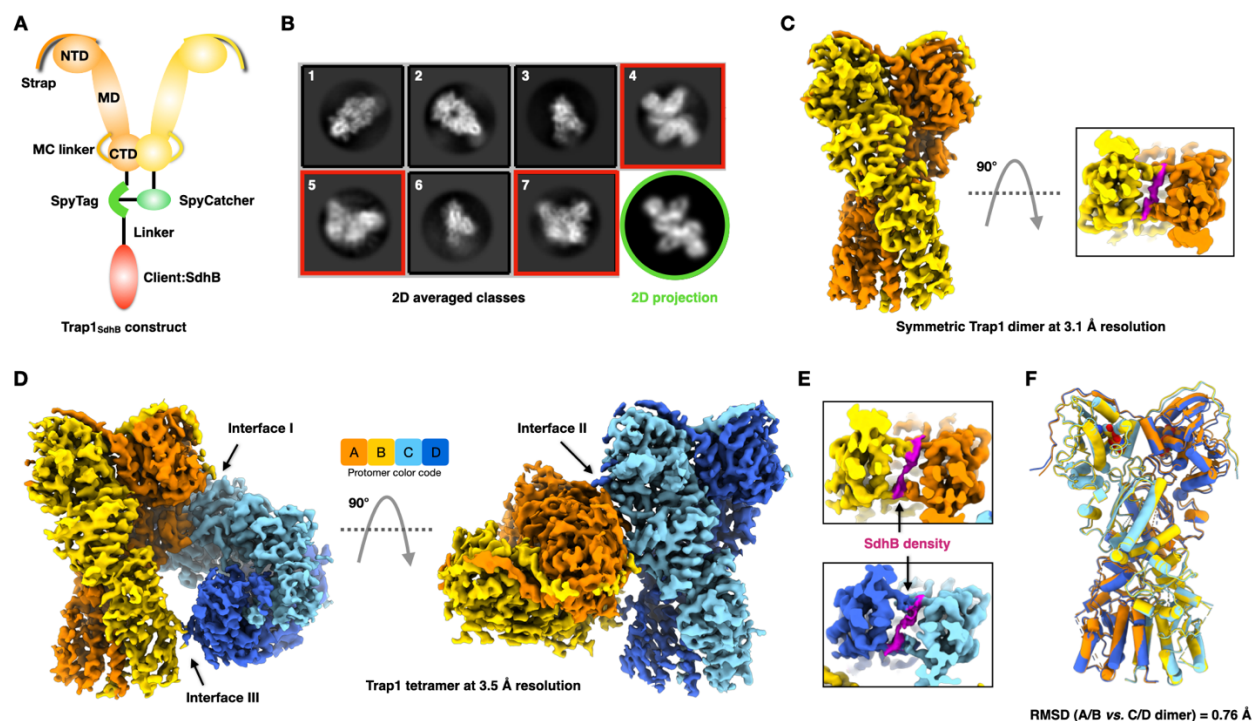 A
NTD
Strap
MD
MC linker
CTD
SpyTag
SpyCatcher
Linker
Client:SdhB
Trap1SdhB construct
B
1
2
3
4
5
6
7
2D averaged classes
2D projection
C
90°
Symmetric Trap1 dimer at 3.1 Å resolution
D
Interface I
Interface II
A B C D
Protomer color code
90°
Interface III
Trap1 tetramer at 3.5 Å resolution
E
SdhB density
F
RMSD (A/B vs. C/D dimer) = 0.76 Å